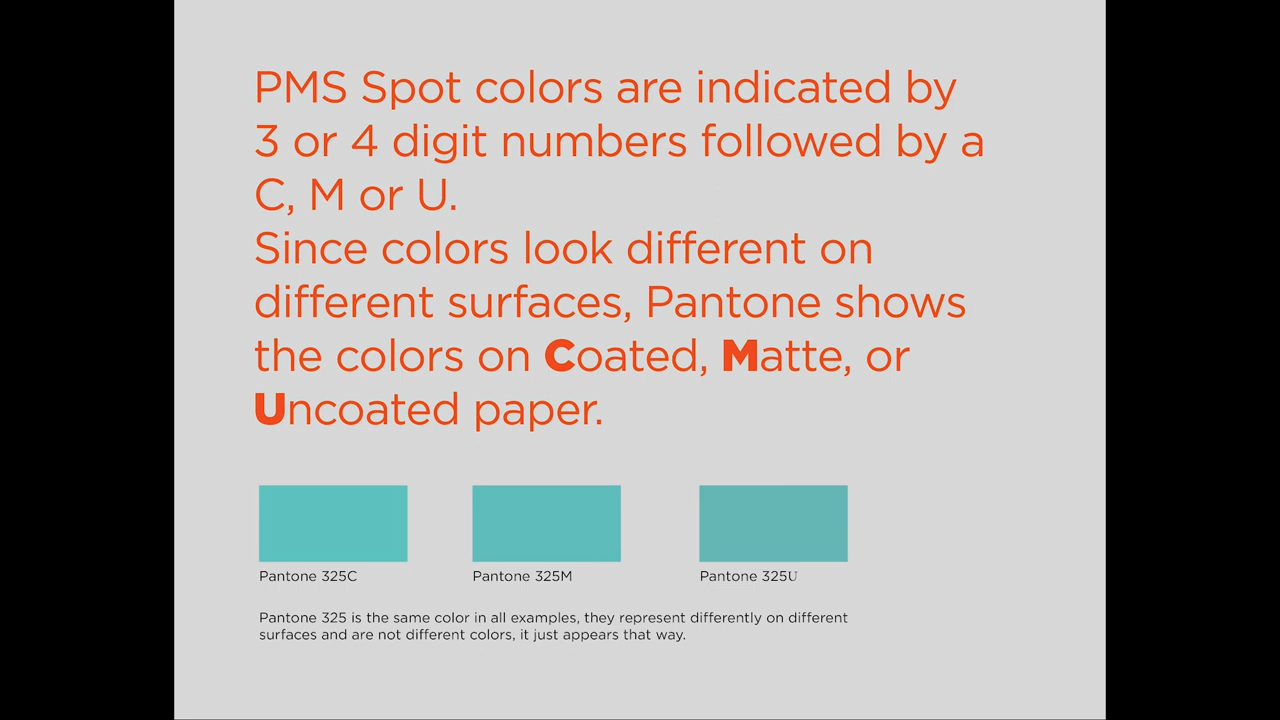 PMS Spot colors are indicated by
3 or 4 digit numbers followed by a
C, M or U.
Since colors look different on
different surfaces, Pantone shows
the colors on Coated, Matte, or
Uncoated paper.
Pantone 325C
Pantone 325M
Pantone 325U
Pantone 325 is the same color in all examples, they represent differently on different
surfaces and are not different colors, it just appears that way.